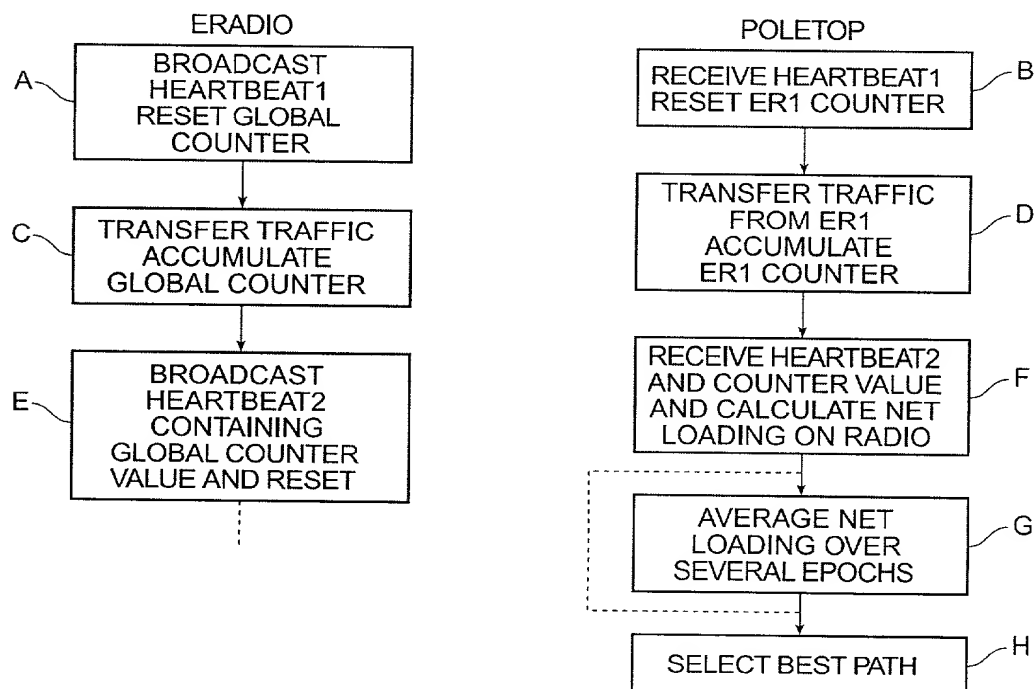 ERADIO
A
BROADCAST
HEARTBEAT1
RESET GLOBAL
COUNTER
C
TRANSFER TRAFFIC
ACCUMULATE
GLOBAL COUNTER
E
BROADCAST
HEARTBEAT2
CONTAINING
GLOBAL COUNTER
VALUE AND RESET
POLETOP
B
RECEIVE HEARTBEAT1
RESET ER1 COUNTER
D
TRANSFER TRAFFIC
FROM ER1
ACCUMULATE
ER1 COUNTER
F
RECEIVE HEARTBEAT2
AND COUNTER VALUE
AND CALCULATE NET
LOADING ON RADIO
G
AVERAGE NET
LOADING OVER
SEVERAL EPOCHS
H
SELECT BEST PATH